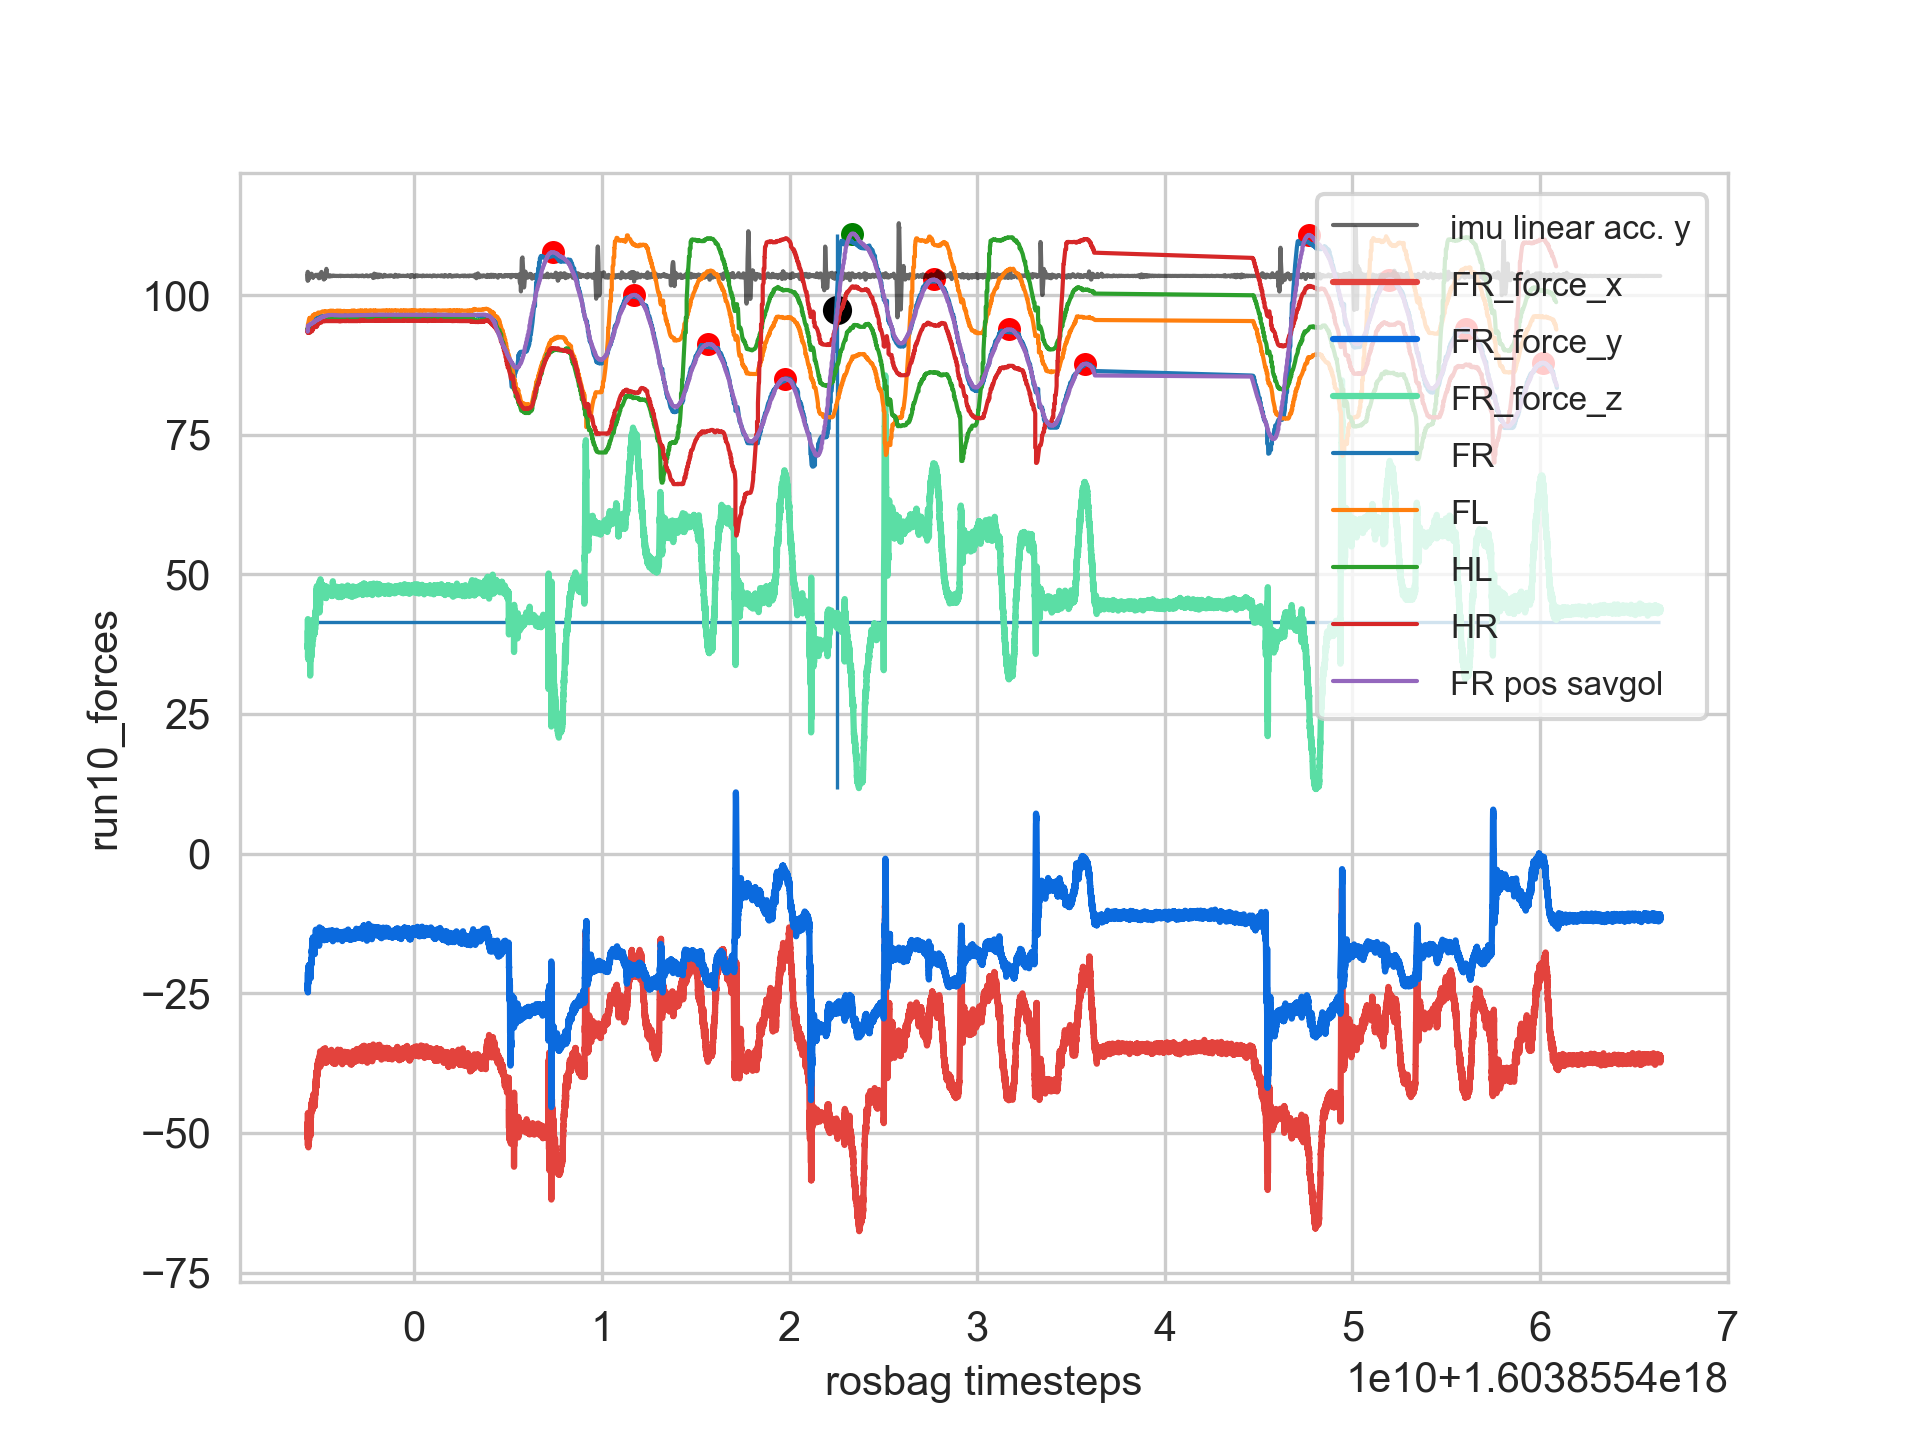 imu linear acc. y
FR_force_x
FR_force_y
FR_force_z
FR
FL
HL
HR
FR pos savgol
100
75
50
25
0
−25
−50
−75
run10_forces
0 1 2 3 4 5 6 7
rosbag timesteps
1e10+1.6038554e18